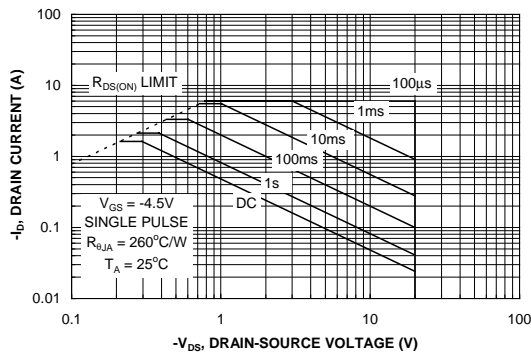 -I_D, DRAIN CURRENT (A)
100
10
1
0.1
0.01
R_DS(ON) LIMIT
100µs
1ms
10ms
100ms
1s
DC
V_GS = -4.5V
SINGLE PULSE
R_θJA = 260°C/W
T_A = 25°C
0.1
1
10
100
-V_DS, DRAIN-SOURCE VOLTAGE (V)